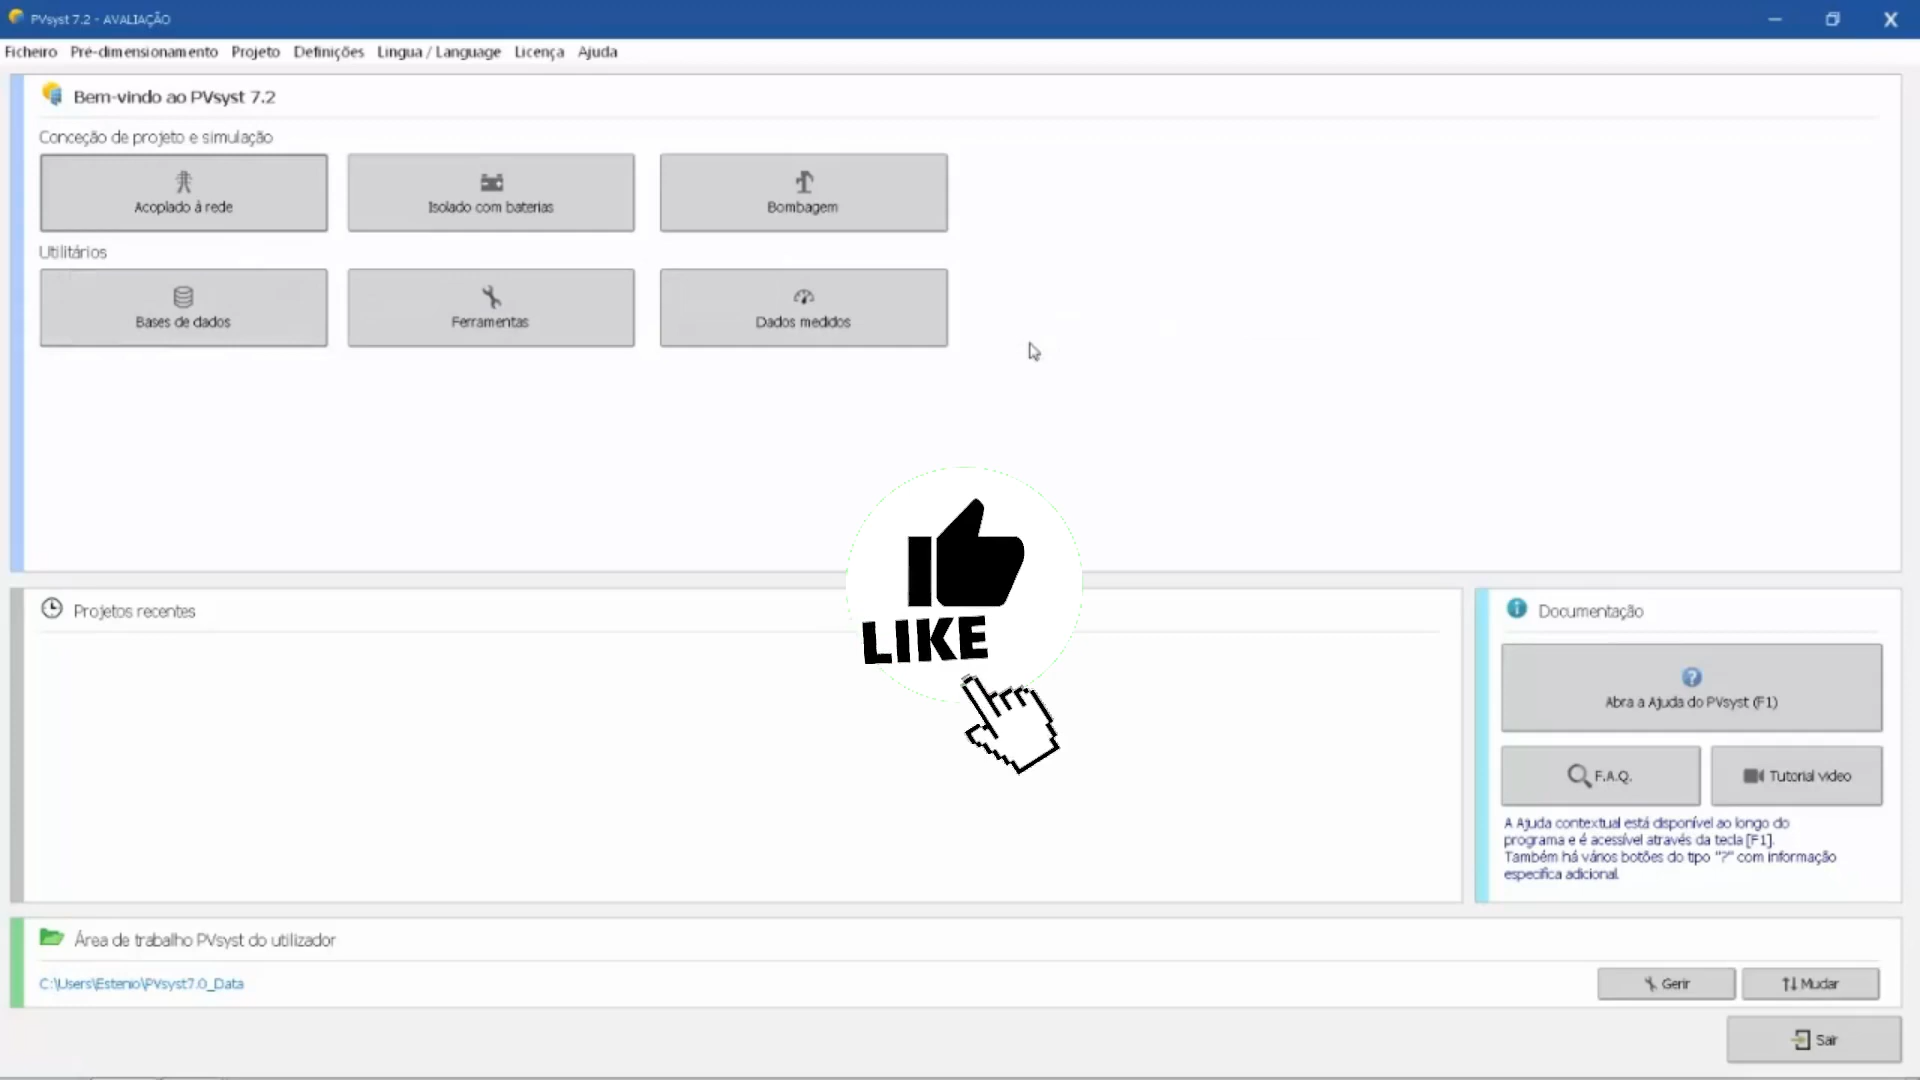 PVsyst 7.2 - AVALIAÇÃO
Ficheiro Pré-dimensionamento Projeto Definições Língua / Language Licença Ajuda
Bem-vindo ao PVsyst 7.2
Conceção de projeto e simulação
Acoplado à rede
Isolado com baterias
Bombagem
Utilitários
Bases de dados
Ferramentas
Dados medidos
LIKE
Projetos recentes
Documentação
Abra a Ajuda do PVsyst (F1)
F.A.Q.
Tutorial vídeo
A Ajuda contextual está disponível ao longo do
programa e é acessível através da tecla [F1].
Também há vários botões do tipo "?" com informação
específica adicional.
Área de trabalho PVsyst do utilizador
C:\Users\Estenio\PVsyst7.0_Data
Gerir
Mudar
Sair